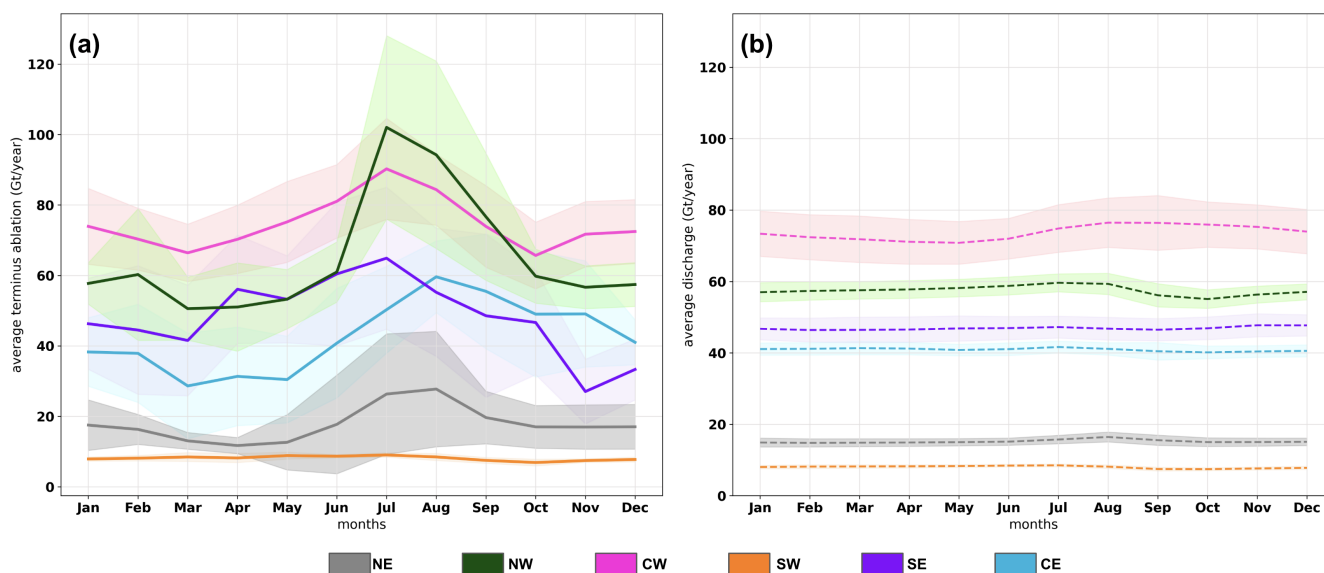 (a)
average terminus ablation (Gt/year)
120
100
80
60
40
20
0
Jan Feb Mar Apr May Jun Jul Aug Sep Oct Nov Dec
months
(b)
average discharge (Gt/year)
120
100
80
60
40
20
0
Jan Feb Mar Apr May Jun Jul Aug Sep Oct Nov Dec
months
NE NW CW SW SE CE